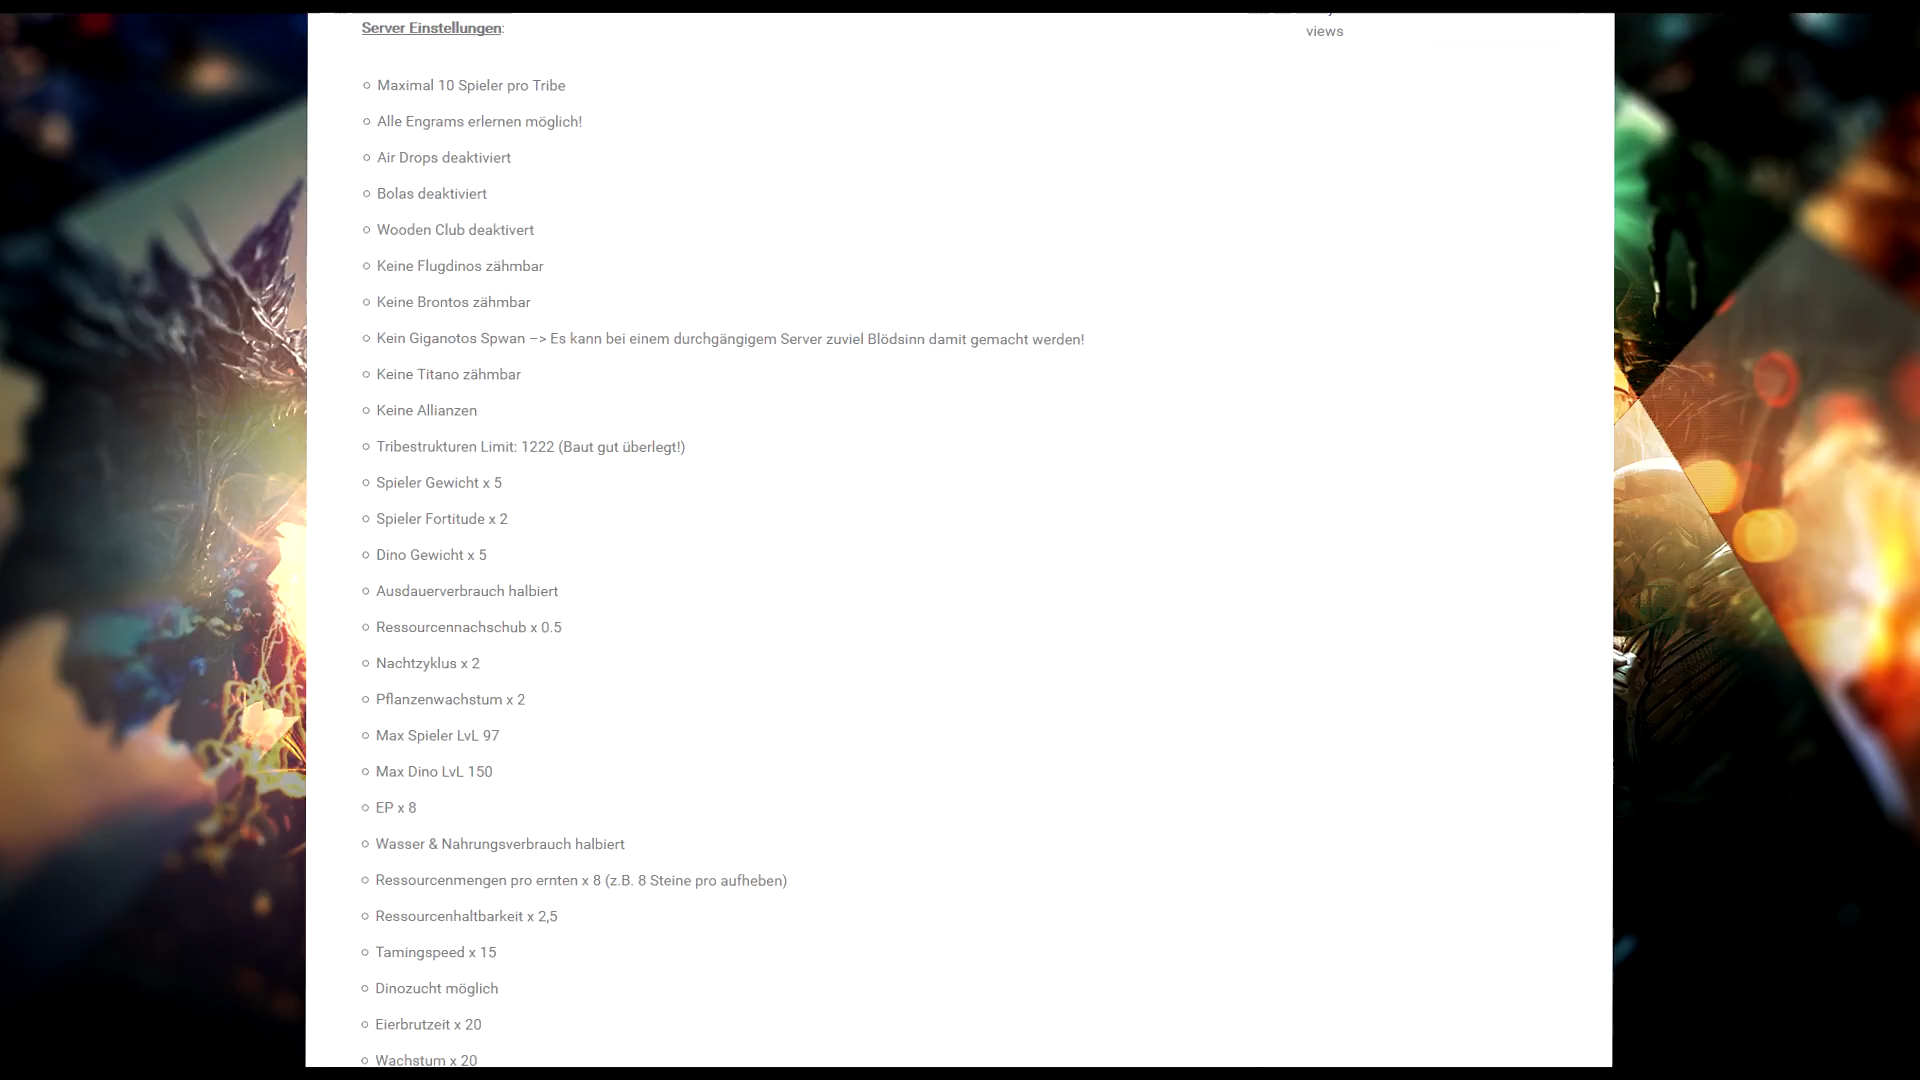 Server Einstellungen:
views
○ Maximal 10 Spieler pro Tribe
○ Alle Engrams erlernen möglich!
○ Air Drops deaktiviert
○ Bolas deaktiviert
○ Wooden Club deaktivert
○ Keine Flugdinos zähmbar
○ Keine Brontos zähmbar
○ Kein Giganotos Spwan –> Es kann bei einem durchgängigem Server zuviel Blödsinn damit gemacht werden!
○ Keine Titano zähmbar
○ Keine Allianzen
○ Tribestrukturen Limit: 1222 (Baut gut überlegt!)
○ Spieler Gewicht x 5
○ Spieler Fortitude x 2
○ Dino Gewicht x 5
○ Ausdauerverbrauch halbiert
○ Ressourcennachschub x 0.5
○ Nachtzyklus x 2
○ Pflanzenwachstum x 2
○ Max Spieler LvL 97
○ Max Dino LvL 150
○ EP x 8
○ Wasser & Nahrungsverbrauch halbiert
○ Ressourcenmengen pro ernten x 8 (z.B. 8 Steine pro aufheben)
○ Ressourcenhaltbarkeit x 2,5
○ Tamingspeed x 15
○ Dinozucht möglich
○ Eierbrutzeit x 20
○ Wachstum x 20